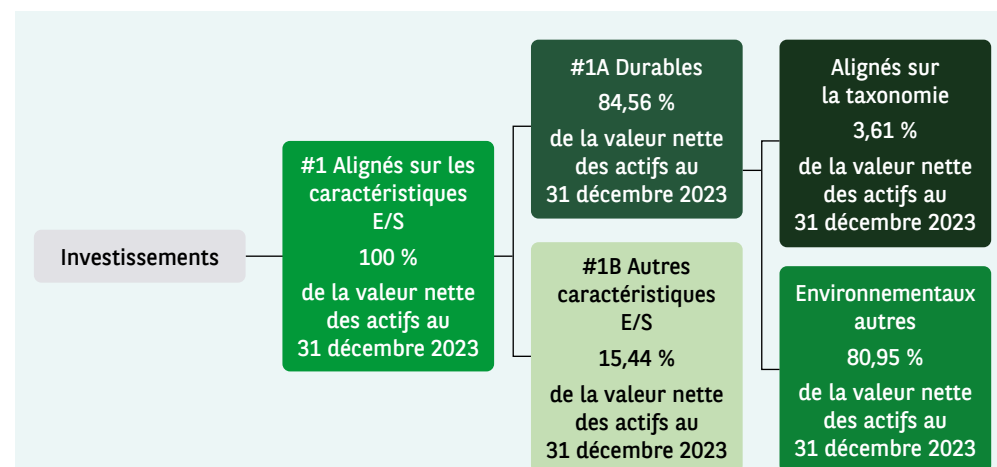 Investissements
#1 Alignés sur les
caractéristiques
E/S
100 %
de la valeur nette
des actifs au
31 décembre 2023
#1A Durables
84,56 %
de la valeur nette
des actifs au
31 décembre 2023
#1B Autres
caractéristiques
E/S
15,44 %
de la valeur nette
des actifs au
31 décembre 2023
Alignés sur
la taxonomie
3,61 %
de la valeur nette
des actifs au
31 décembre 2023
Environnementaux
autres
80,95 %
de la valeur nette
des actifs au
31 décembre 2023